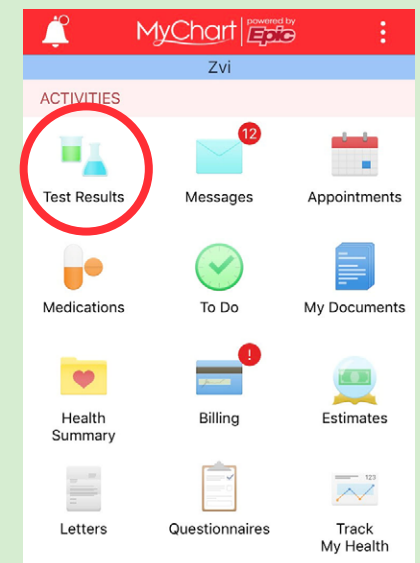 MyChart powered by Epic
Zvi
ACTIVITIES
12
Test Results Messages Appointments
Medications To Do My Documents
!
Health Summary Billing Estimates
123
Letters Questionnaires Track My Health